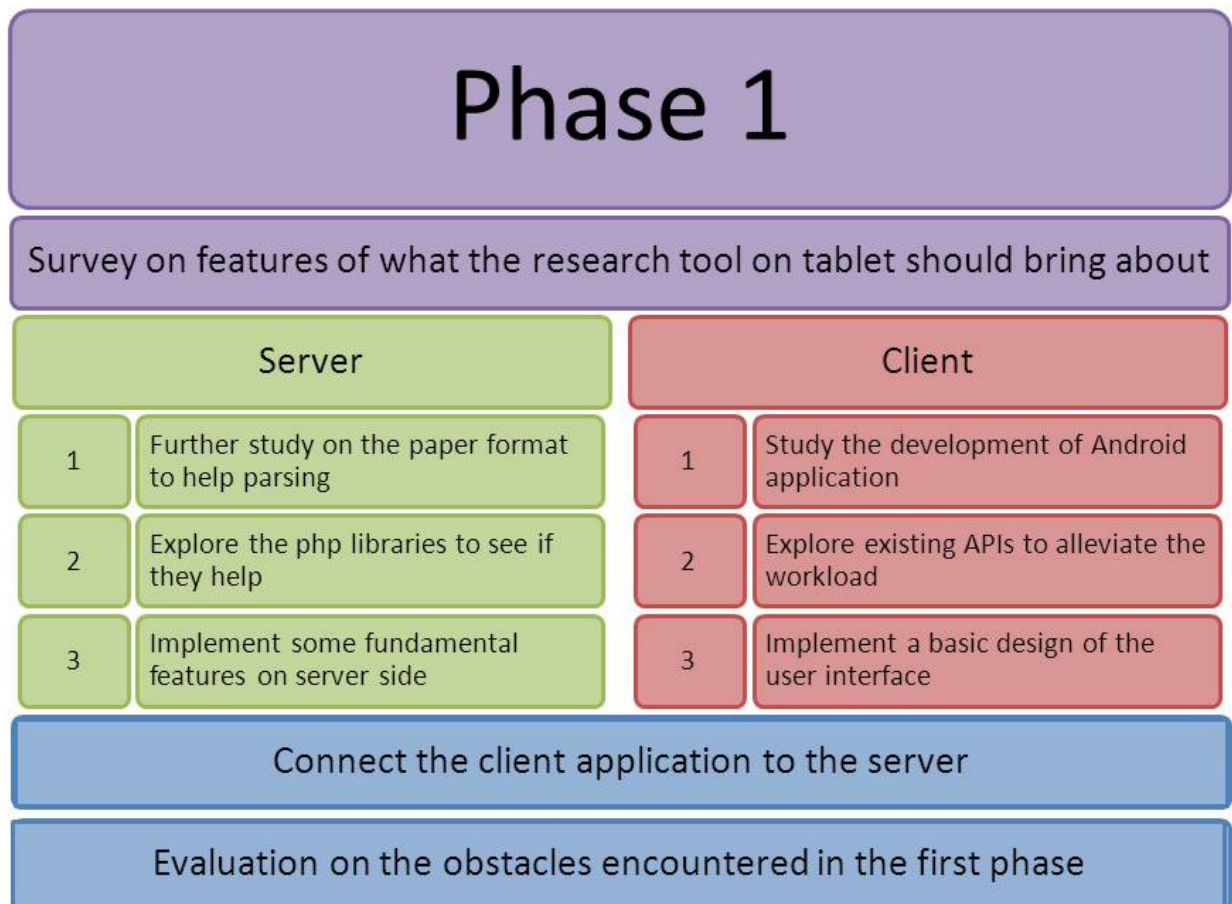 Phase 1
Survey on features of what the research tool on tablet should bring about
Server
1
Further study on the paper format
to help parsing
2
Explore the php libraries to see if
they help
3
Implement some fundamental
features on server side
Client
1
Study the development of Android
application
2
Explore existing APIs to alleviate the
workload
3
Implement a basic design of the
user interface
Connect the client application to the server
Evaluation on the obstacles encountered in the first phase